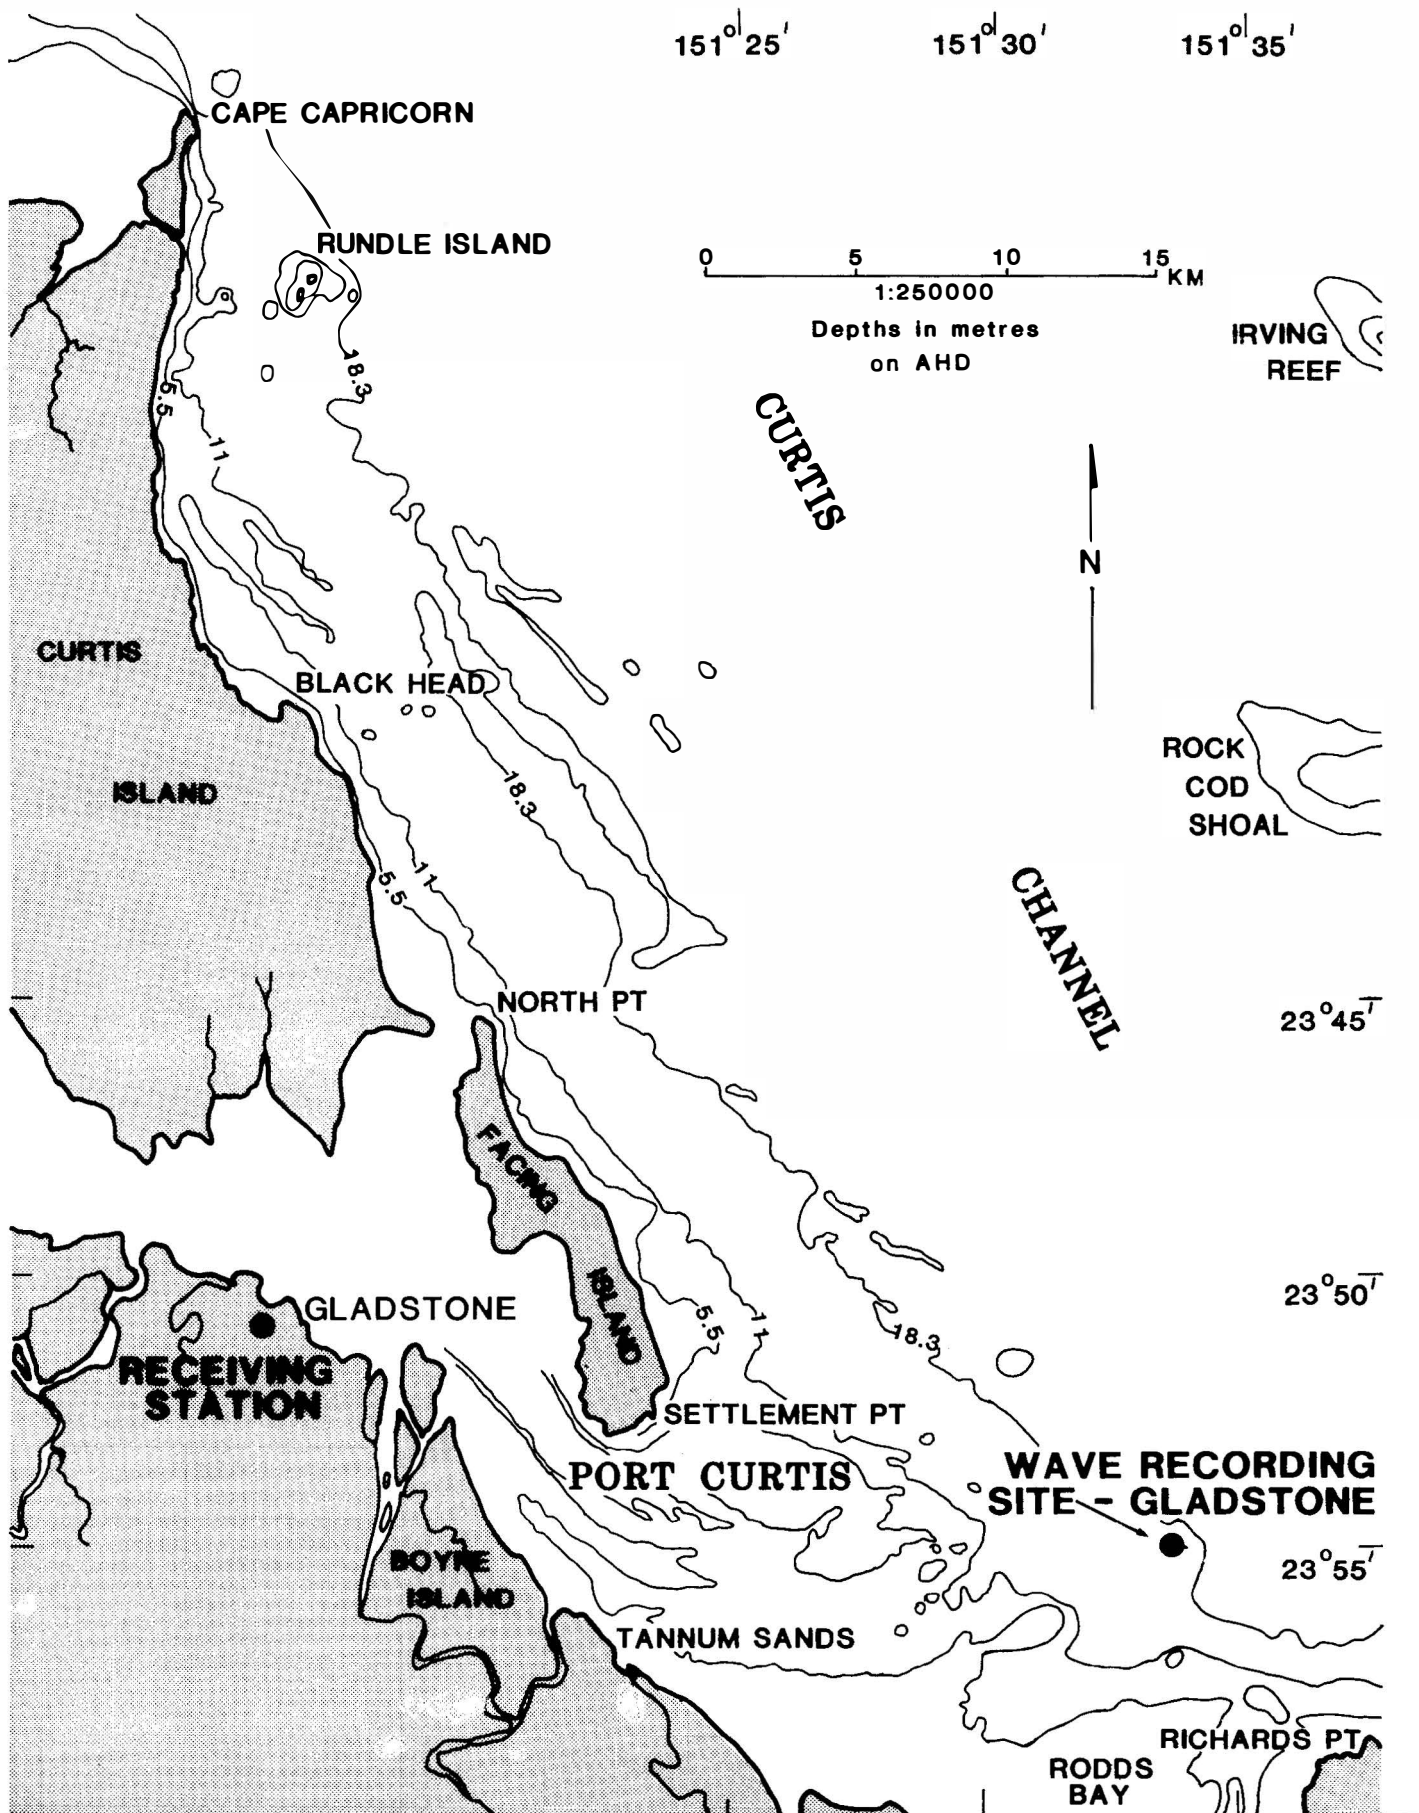 151°25' 151°30' 151°35'
CAPE CAPRICORN
RUNDLE ISLAND
0 5 10 15 KM
1:250000
Depths in metres
on AHD
IRVING
REEF
18.3
5.5
11
CURTIS
N
CURTIS
BLACK HEAD
ROCK
COD
SHOAL
18.3
ISLAND
11
5.5
CHANNEL
NORTH PT
23°45'
FACING
23°50'
ISLAND
GLADSTONE
5.5
11
18.3
RECEIVING
STATION
SETTLEMENT PT
PORT CURTIS
WAVE RECORDING
SITE - GLADSTONE
BOYNE
ISLAND
23°55'
TANNUM SANDS
RICHARDS PT
RODDS
BAY